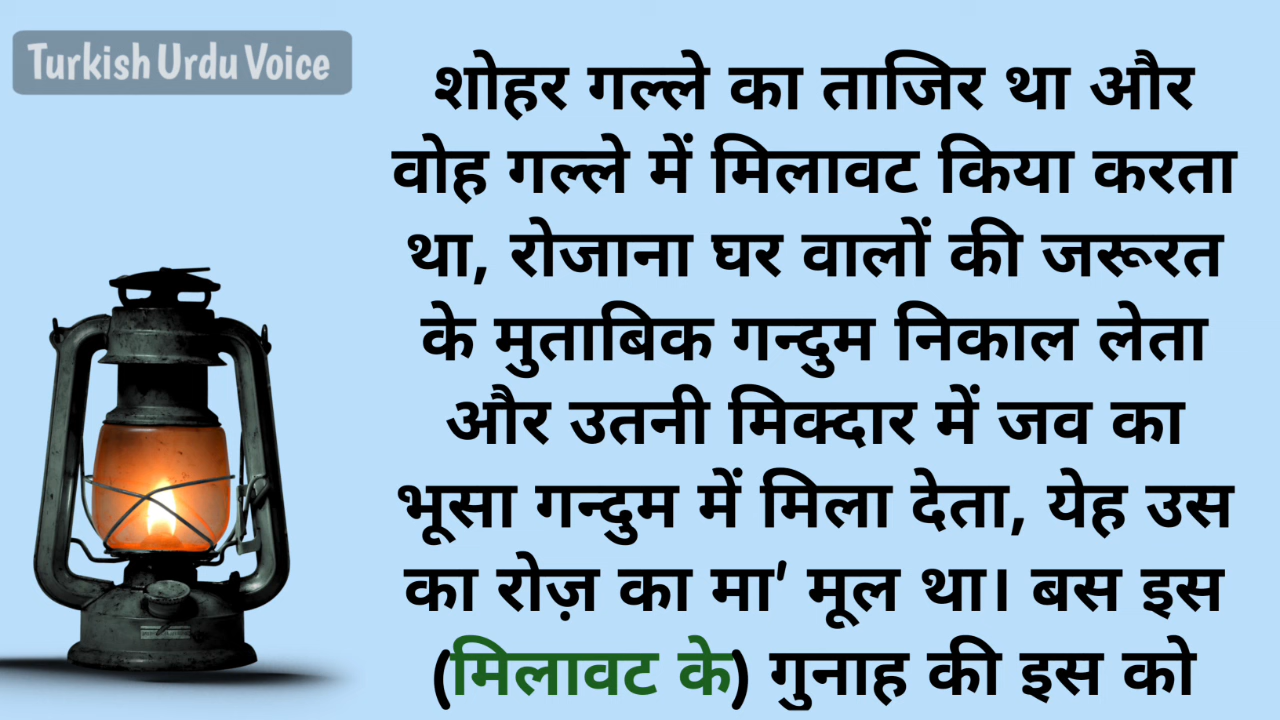 Turkish Urdu Voice
शोहर गल्ले का ताजिर था और
वोह गल्ले में मिलावट किया करता
था, रोजाना घर वालों की जरूरत
के मुताबिक गन्दुम निकाल लेता
और उतनी मिक्दार में जव का
भूसा गन्दुम में मिला देता, येह उस
का रोज़ का मा' मूल था। बस इस
(मिलावट के) गुनाह की इस को